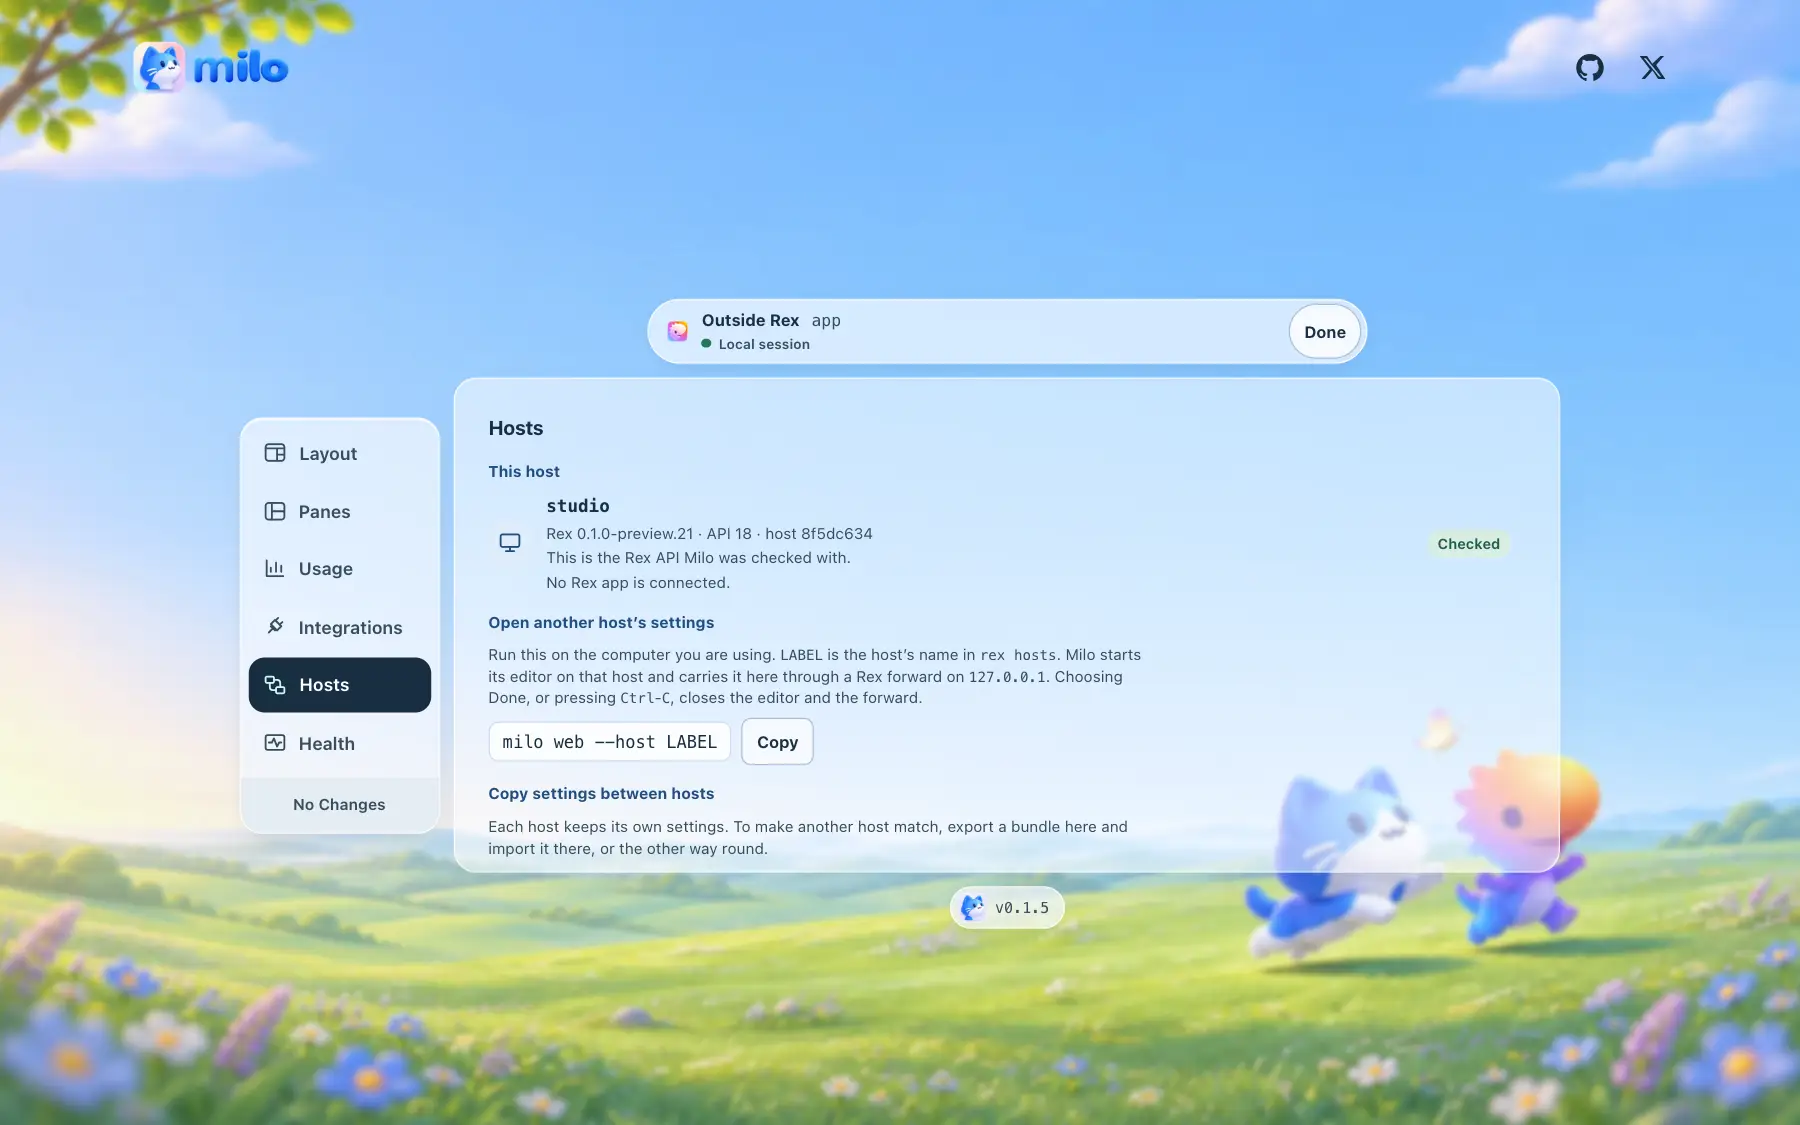 milo
Outside Rex app
Local session
Done
Layout
Panes
Usage
Integrations
Hosts
Health
No Changes
Hosts
This host
studio
Rex 0.1.0-preview.21 · API 18 · host 8f5dc634
This is the Rex API Milo was checked with.
No Rex app is connected.
Checked
Open another host’s settings
Run this on the computer you are using. LABEL is the host’s name in rex hosts. Milo starts
its editor on that host and carries it here through a Rex forward on 127.0.0.1. Choosing
Done, or pressing Ctrl-C, closes the editor and the forward.
milo web --host LABEL
Copy
Copy settings between hosts
Each host keeps its own settings. To make another host match, export a bundle here and
import it there, or the other way round.
v0.1.5